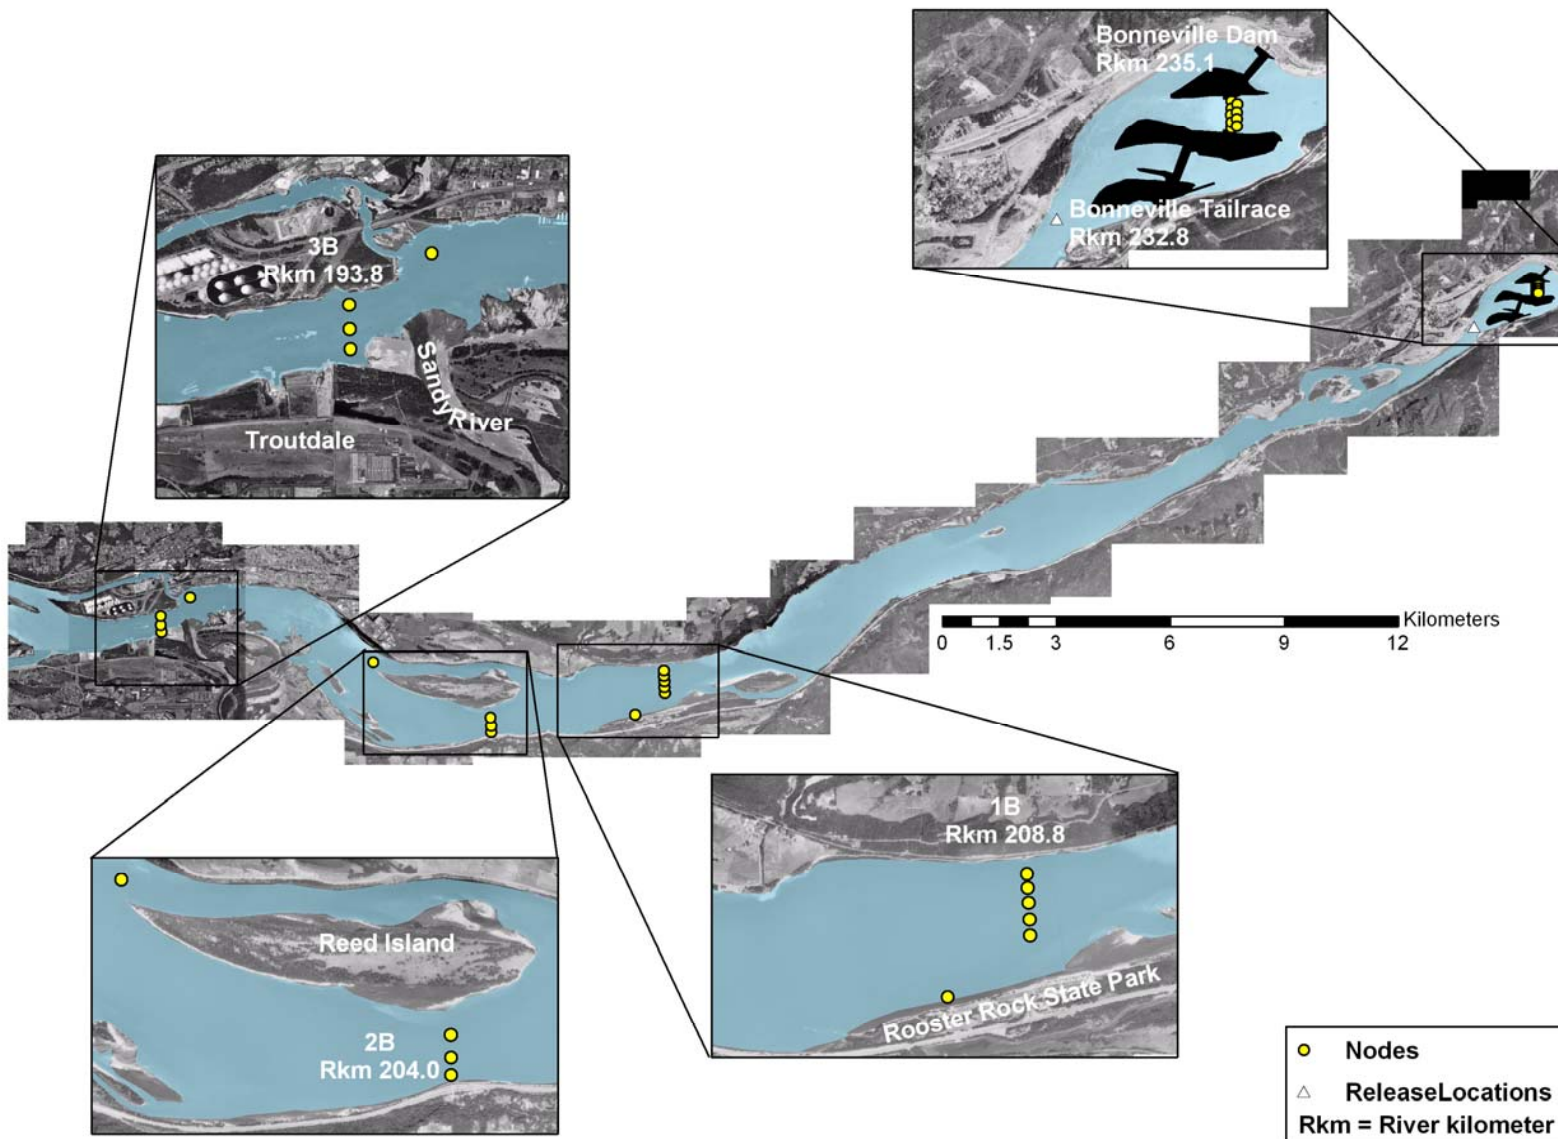 Bonneville Dam
Rkm 235.1
Bonneville Tailrace
Rkm 232.8
3B
Rkm 193.8
Sandy River
Troutdale
Kilometers
0 1.5 3 6 9 12
1B
Rkm 208.8
Rooster Rock State Park
Reed Island
2B
Rkm 204.0
Nodes
ReleaseLocations
Rkm = River kilometer